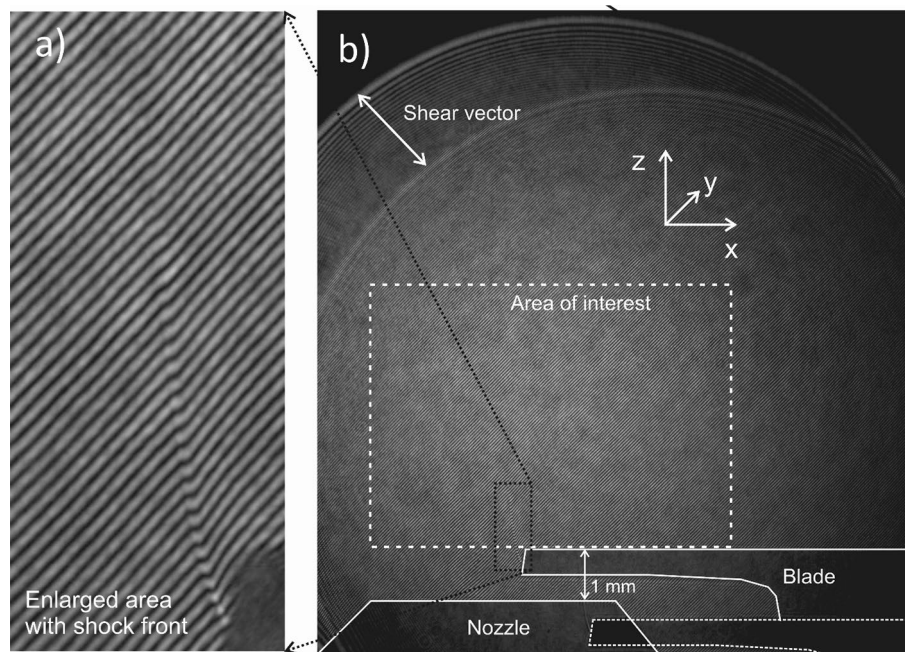 a)
Enlarged area
with shock front
b)
Shear vector
z
y
x
Area of interest
1 mm
Blade
Nozzle